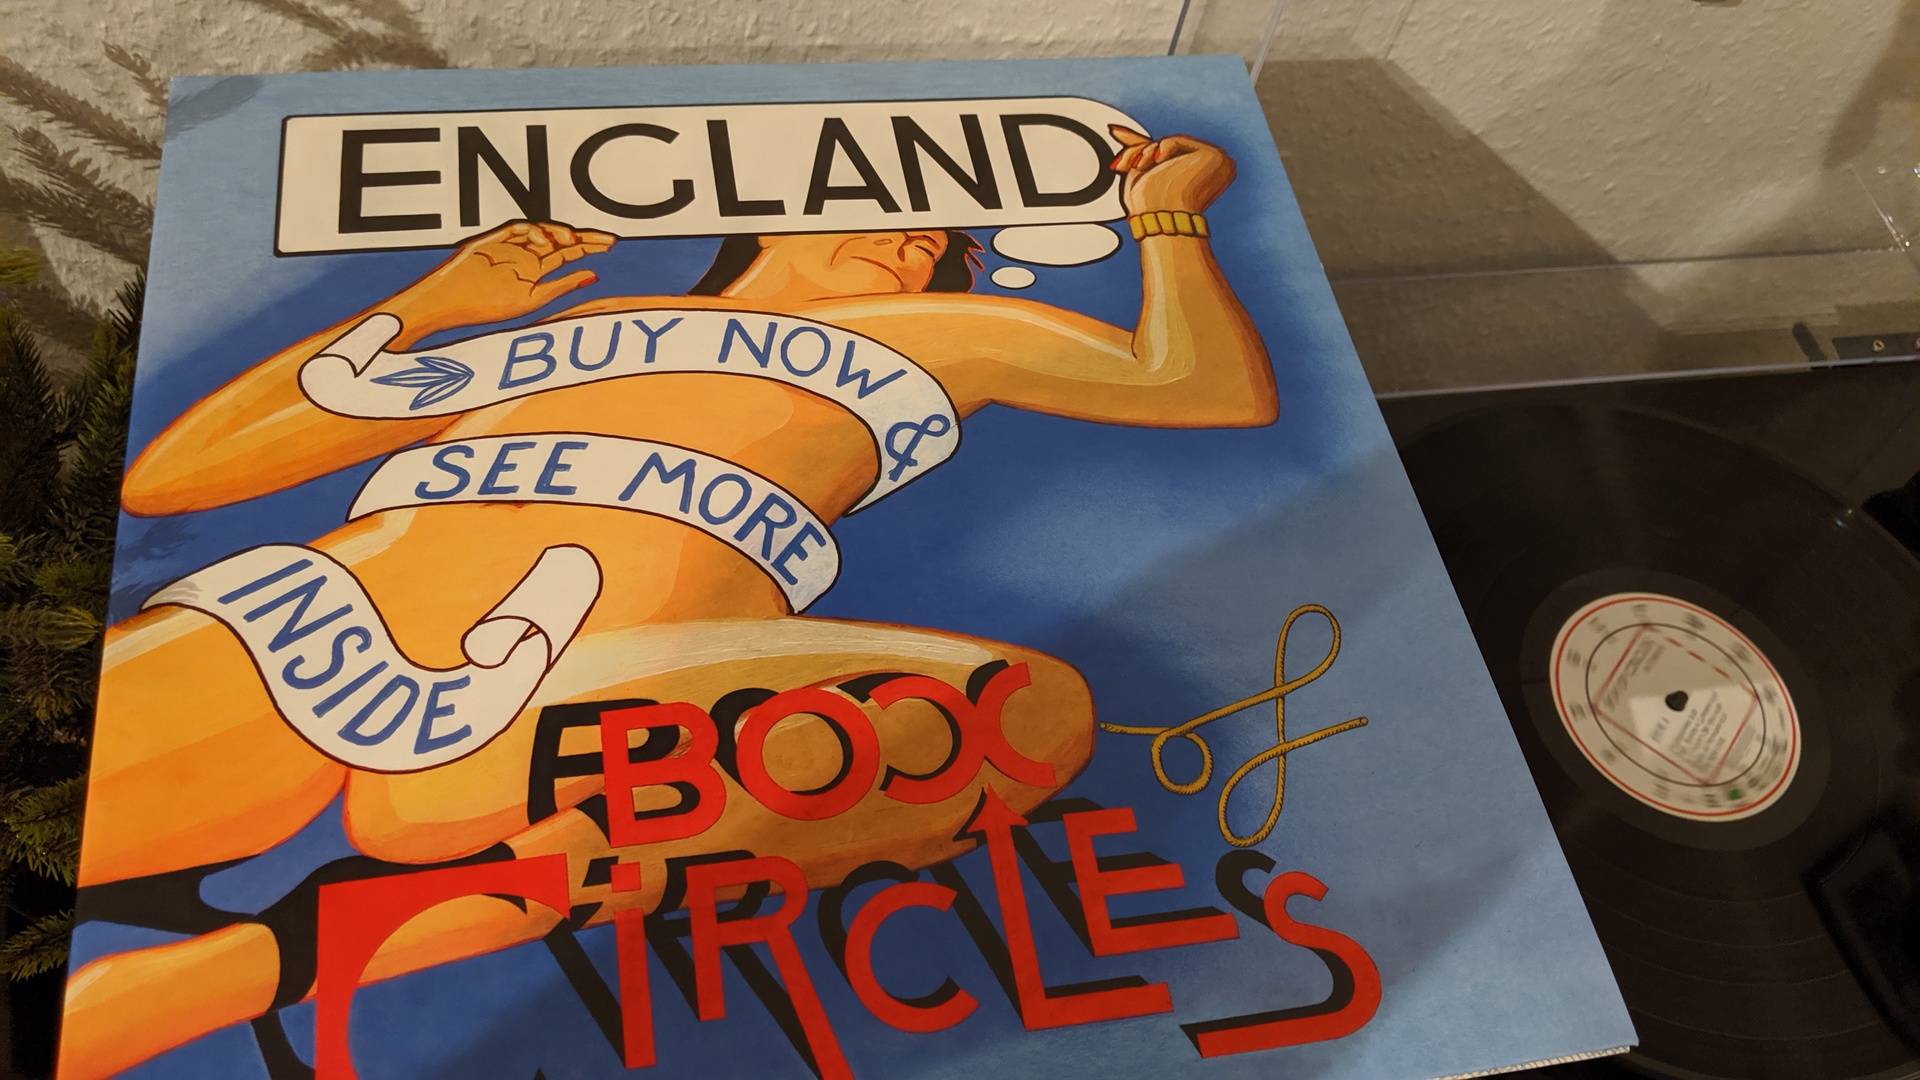 ENGLAND
BUY NOW &
SEE MORE
INSIDE
BOX of
CiRCLES